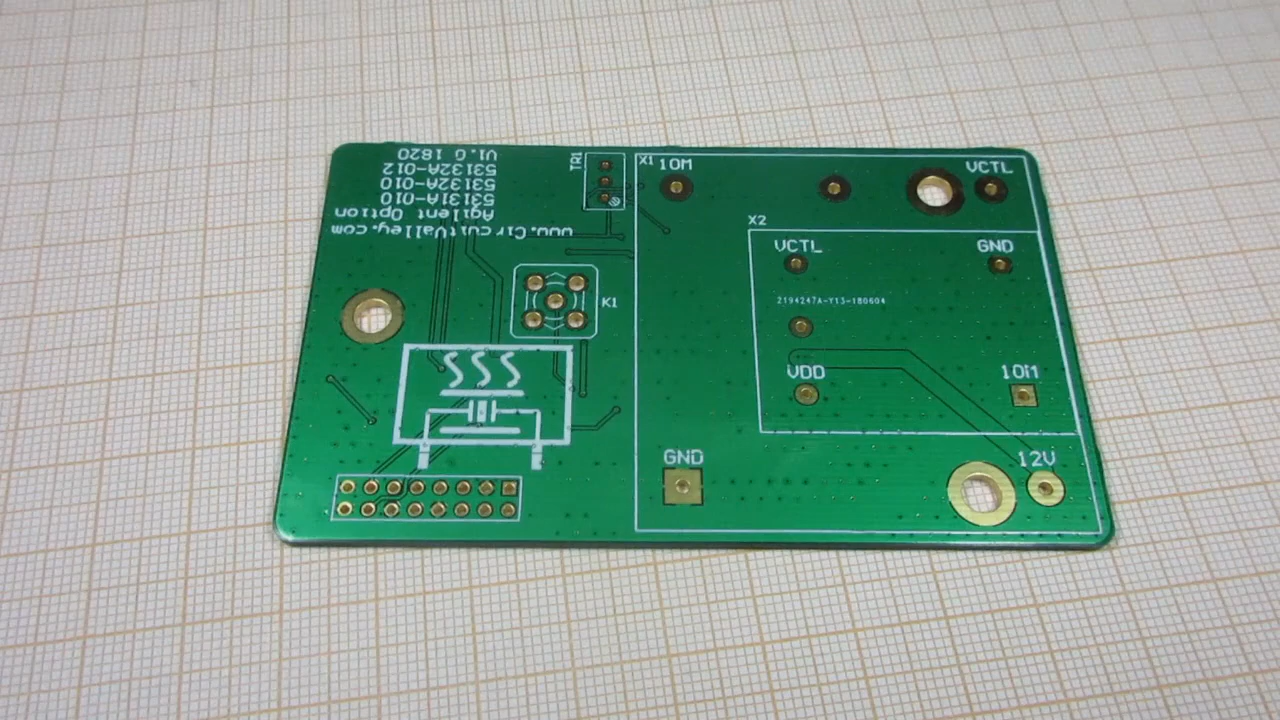 www.CircuitValley.com
Agilent Option
53131A-010
53132A-010
53132A-012
V1.0 1820
TR1
X1
10M
VCTL
X2
VCTL
GND
K1
2194247A-Y13-180604
VDD
10M
GND
12V